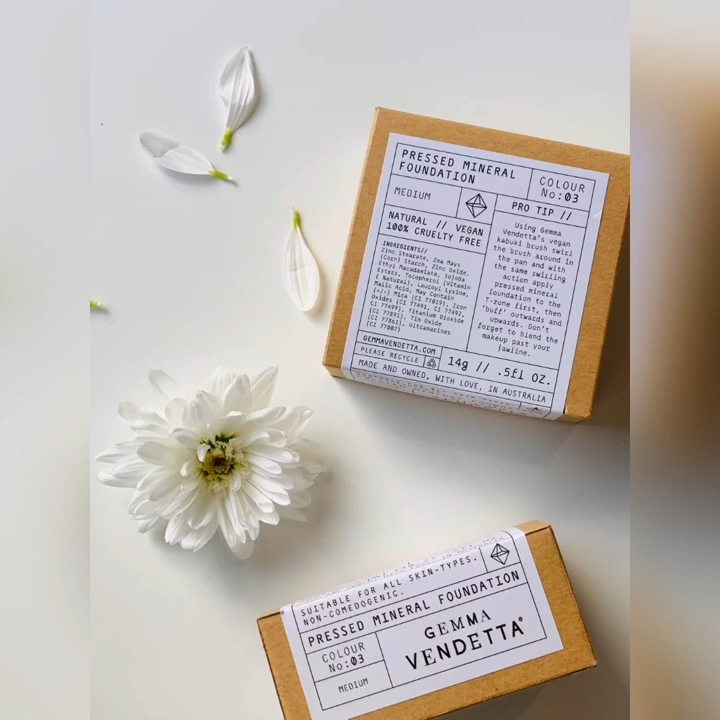 PRESSED MINERAL
FOUNDATION
COLOUR
No:03
MEDIUM
NATURAL // VEGAN
100% CRUELTY FREE
INGREDIENTS//
Zinc Stearate, Zea Mays
(Corn) Starch, Zinc Oxide,
Ethyl Macadamiate, Jojoba
Esters, Tocopherol (Vitamin
E Natural), Lauroyl Lysine,
Malic Acid, May Contain
(+/-) Mica (CI 77019), Iron
Oxides (CI 77491, CI 77492,
CI 77499), Titanium Dioxide
(CI 77891), Tin Oxide
(CI 77861), Ultramarines
(CI 77007)
PRO TIP //
Using Gemma
Vendetta's vegan
kabuki brush swirl
the brush around in
the pan and with
the same swirling
action apply
pressed mineral
foundation to the
T-zone first, then
'buff' outwards and
upwards. Don't
forget to blend the
makeup past your
jawline.
GEMMAVENDETTA.COM
PLEASE RECYCLE
14g // .5fl OZ.
MADE AND OWNED, WITH LOVE, IN AUSTRALIA
SUITABLE FOR ALL SKIN-TYPES.
NON-COMEDOGENIC.
PRESSED MINERAL FOUNDATION
COLOUR
No:03
MEDIUM
GEMMA
VENDETTA®